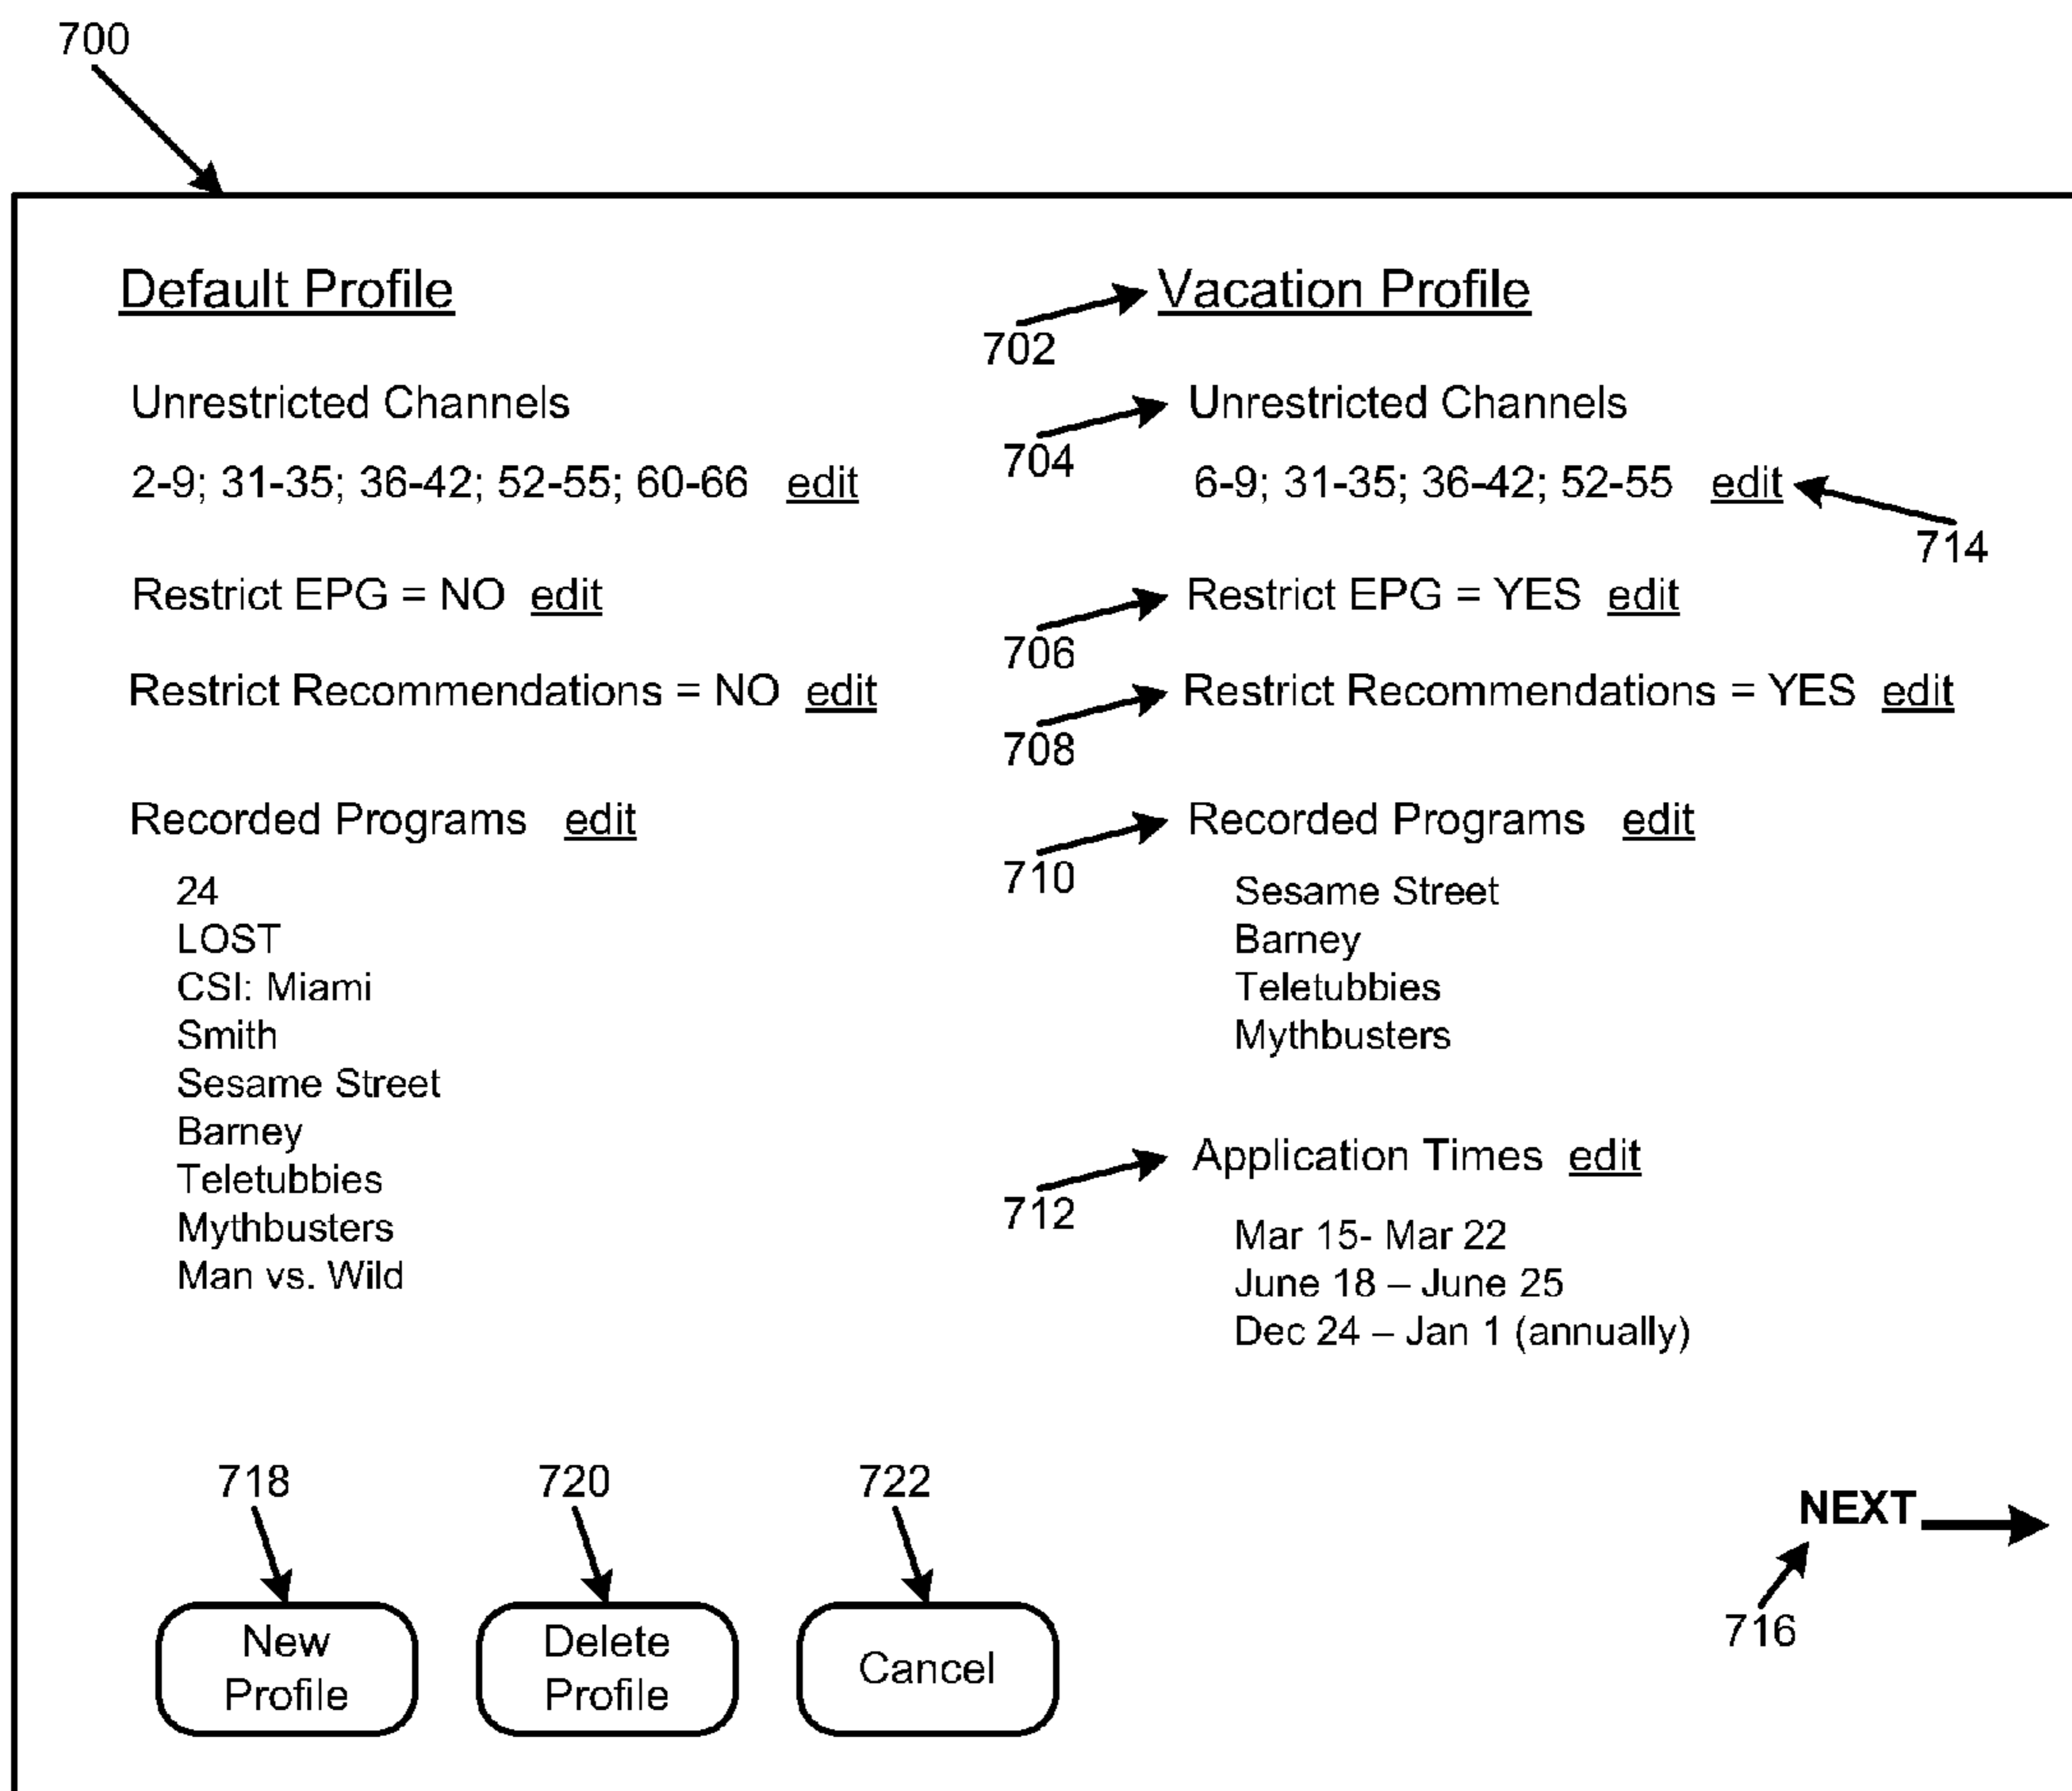 700
Default Profile
Unrestricted Channels
2-9; 31-35; 36-42; 52-55; 60-66 edit
Restrict EPG = NO edit
Restrict Recommendations = NO edit
Recorded Programs edit
24
LOST
CSI: Miami
Smith
Sesame Street
Barney
Teletubbies
Mythbusters
Man vs. Wild
Vacation Profile
702
Unrestricted Channels
704
6-9; 31-35; 36-42; 52-55 edit
714
Restrict EPG = YES edit
706
Restrict Recommendations = YES edit
708
Recorded Programs edit
710
Sesame Street
Barney
Teletubbies
Mythbusters
Application Times edit
712
Mar 15- Mar 22
June 18 – June 25
Dec 24 – Jan 1 (annually)
718
720
722
New
Profile
Delete
Profile
Cancel
NEXT
716